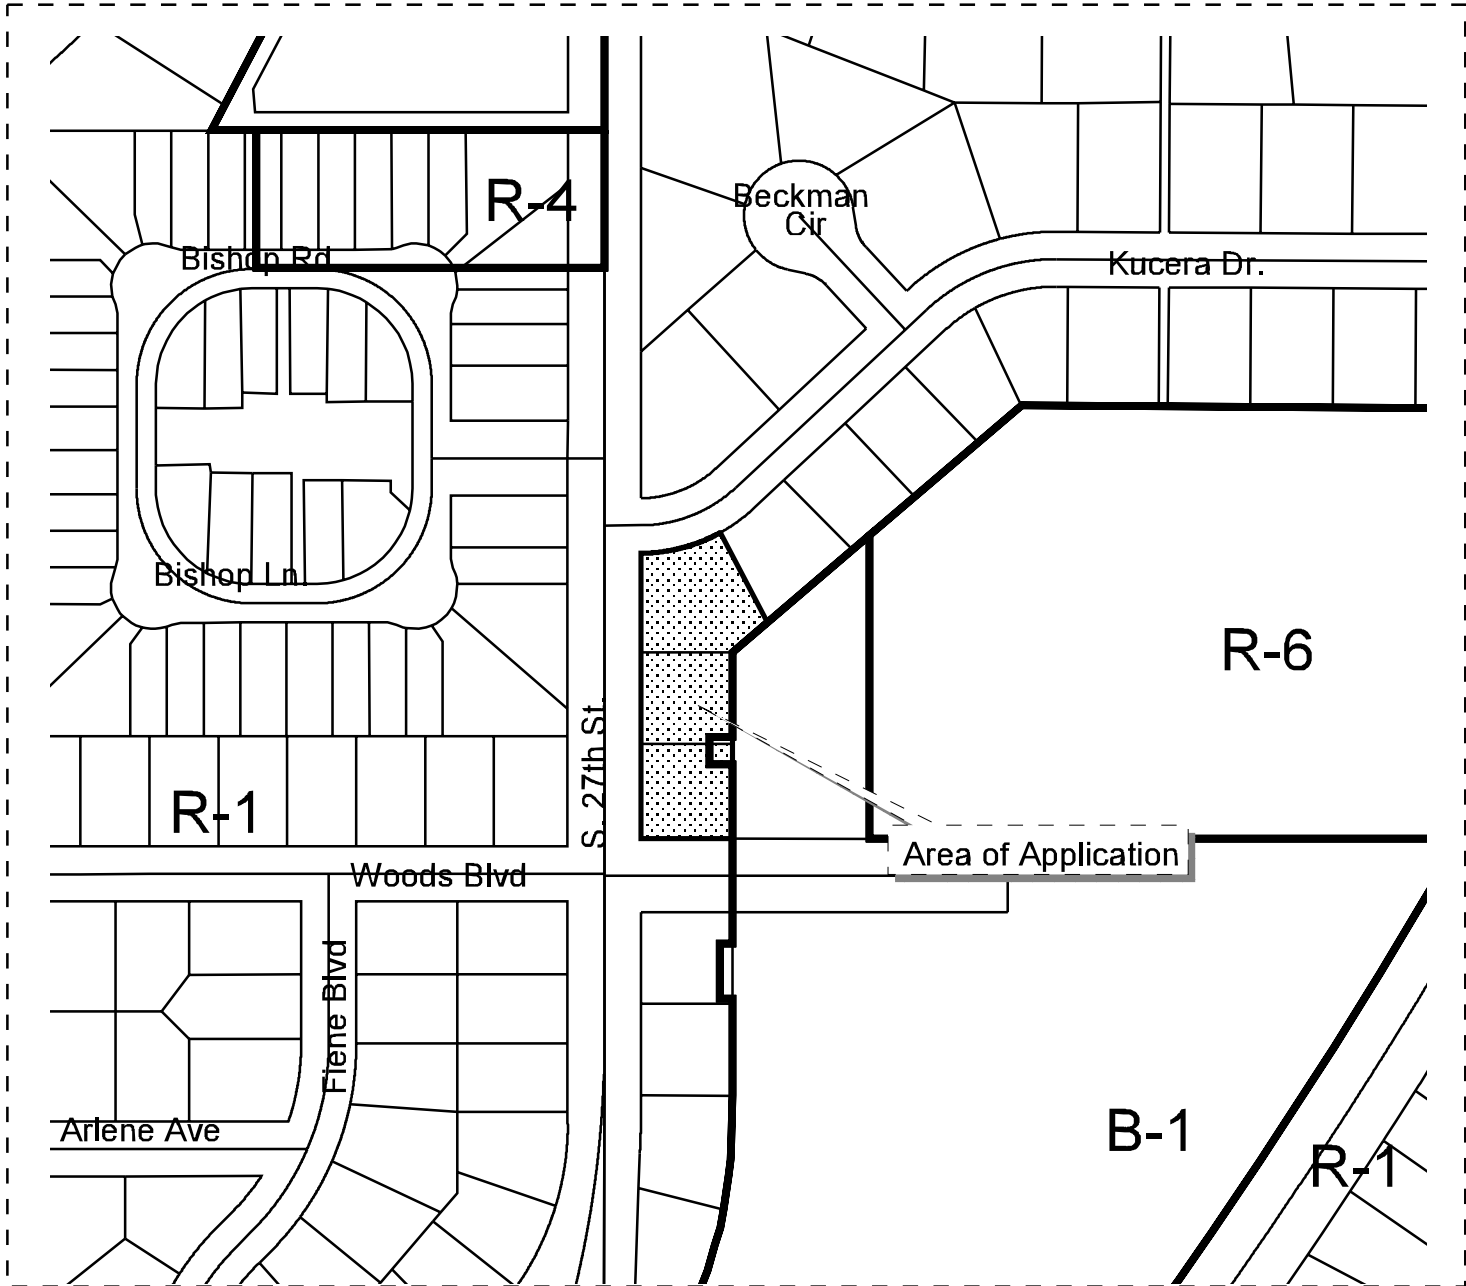 R-4
Beckman
Cir
Bishop Rd
Kucera Dr.
Bishop Ln.
R-6
S. 27th St.
R-1
Area of Application
Woods Blvd
Fiene Blvd
Arlene Ave
B-1
R-1